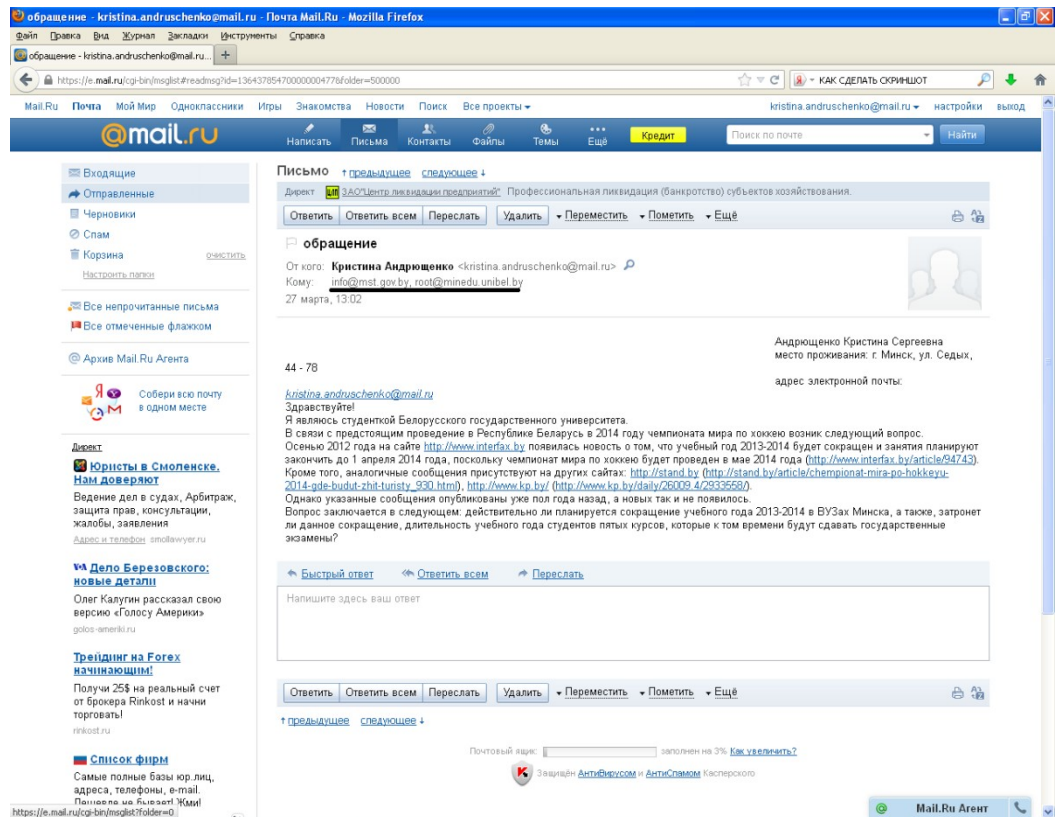 обращение - kristina.andruschenko@mail.ru - Почта Mail.Ru - Mozilla Firefox
Файл Правка Вид Журнал Закладки Инструменты Справка
обращение - kristina.andruschenko@mail.ru... +
https://e.mail.ru/cgi-bin/msglist#readmsg?id=13643785470000000477&folder=500000
КАК СДЕЛАТЬ СКРИНШОТ
Mail.Ru Почта Мой Мир Одноклассники Игры Знакомства Новости Поиск Все проекты
kristina.andruschenko@mail.ru настройки выход
@mail.ru
Написать Письма Контакты Файлы Темы Ещё
Кредит
Поиск по почте
Найти
Входящие
Отправленные
Черновики
Спам
Корзина очистить
Настроить папки
Все непрочитанные письма
Все отмеченные флажком
Архив Mail.Ru Агента
Собери всю почту
в одном месте
Директ
Юристы в Смоленске.
Нам доверяют
Ведение дел в судах, Арбитраж,
защита прав, консультации,
жалобы, заявления
Адрес и телефон smollawyer.ru
Дело Березовского:
новые детали
Олег Калугин рассказал свою
версию «Голосу Америки»
golos-ameriki.ru
Трейдинг на Forex
начинающим!
Получи 25$ на реальный счет
от брокера Rinkost и начни
торговать!
rinkost.ru
Список фирм
Самые полные базы юр.лиц,
адреса, телефоны, e-mail.
Дешевле не бывает! Жми!
https://e.mail.ru/cgi-bin/msglist?folder=0
Письмо ↑ предыдущее следующее ↓
Директ ЗАО"Центр ликвидации предприятий" Профессиональная ликвидация (банкротство) субъектов хозяйствования.
Ответить Ответить всем Переслать Удалить Переместить Пометить Ещё
обращение
От кого: Кристина Андрющенко <kristina.andruschenko@mail.ru>
Кому: info@mst.gov.by, root@minedu.unibel.by
27 марта, 13:02
Андрющенко Кристина Сергеевна
место проживания: г. Минск, ул. Седых,
44 - 78
адрес электронной почты:
kristina.andruschenko@mail.ru
Здравствуйте!
Я являюсь студенткой Белорусского государственного университета.
В связи с предстоящим проведение в Республике Беларусь в 2014 году чемпионата мира по хоккею возник следующий вопрос.
Осенью 2012 года на сайте http://www.interfax.by появилась новость о том, что учебный год 2013-2014 будет сокращен и занятия планируют
закончить до 1 апреля 2014 года, поскольку чемпионат мира по хоккею будет проведен в мае 2014 года (http://www.interfax.by/article/94743).
Кроме того, аналогичные сообщения присутствуют на других сайтах: http://stand.by (http://stand.by/article/chempionat-mira-po-hokkeyu-
2014-gde-budut-zhit-turisty_930.html), http://www.kp.by/ (http://www.kp.by/daily/26009.4/2933558/).
Однако указанные сообщения опубликованы уже пол года назад, а новых так и не появилось.
Вопрос заключается в следующем: действительно ли планируется сокращение учебного года 2013-2014 в ВУЗах Минска, а также, затронет
ли данное сокращение, длительность учебного года студентов пятых курсов, которые к том времени будут сдавать государственные
экзамены?
Быстрый ответ Ответить всем Переслать
Напишите здесь ваш ответ
Ответить Ответить всем Переслать Удалить Переместить Пометить Ещё
↑ предыдущее следующее ↓
Почтовый ящик: заполнен на 3% Как увеличить?
Защищён АнтиВирусом и АнтиСпамом Касперского
Mail.Ru Агент